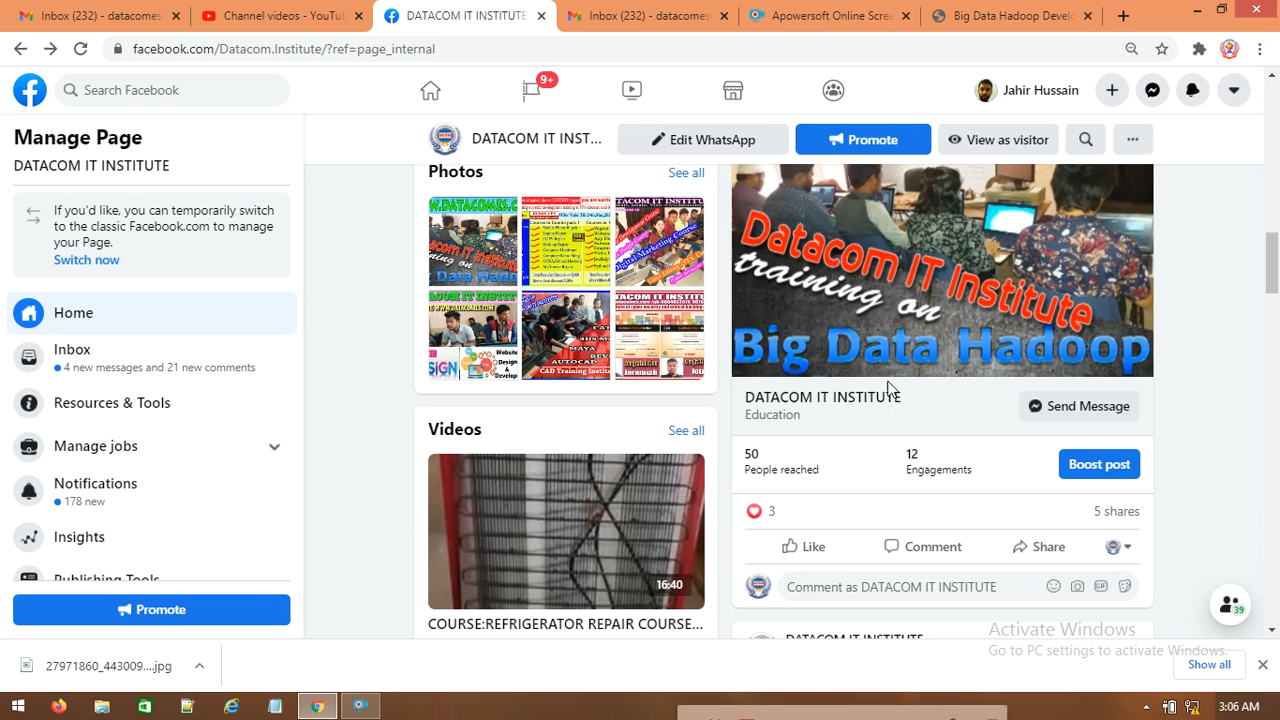 Inbox (232) - datacomes
Channel videos - YouTu
DATACOM IT INSTITUTE
Inbox (232) - datacomes
Apowersoft Online Scre
Big Data Hadoop Develo
facebook.com/Datacom.Institute/?ref=page_internal
Search Facebook
9+
Jahir Hussain
Manage Page
DATACOM IT INSTITUTE
If you'd like, you can temporarily switch
to the classic Facebook.com to manage
your Page.
Switch now
Home
Inbox
4 new messages and 21 new comments
Resources & Tools
Manage jobs
Notifications
178 new
Insights
Publishing Tools
Promote
DATACOM IT INST...
Edit WhatsApp
Promote
View as visitor
Photos
See all
Videos
See all
16:40
COURSE:REFRIGERATOR REPAIR COURSE...
Datacom IT Institute
training on
Big Data Hadoop
DATACOM IT INSTITUTE
Education
Send Message
50
People reached
12
Engagements
Boost post
3
5 shares
Like
Comment
Share
Comment as DATACOM IT INSTITUTE
DATACOM IT INSTITUTE
39
Activate Windows
Go to PC settings to activate Windows.
27971860_443009....jpg
Show all
3:06 AM